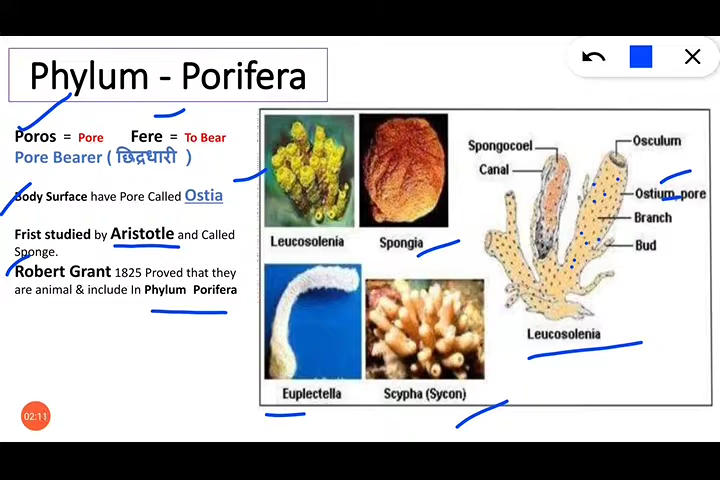 Phylum - Porifera
Poros = Pore Fere = To Bear
Pore Bearer ( छिद्रधारी )
Body Surface have Pore Called Ostia
Frist studied by Aristotle and Called
Sponge.
Robert Grant 1825 Proved that they
are animal & include In Phylum Porifera
Leucosolenia
Spongia
Euplectella
Scypha (Sycon)
Spongocoel
Canal
Osculum
Ostium-pore
Branch
Bud
Leucosolenia
02:11